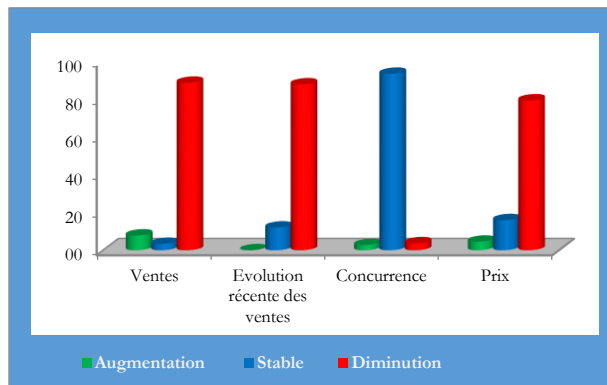 100
80
60
40
20
00
Ventes
Evolution
récente des
ventes
Concurrence
Prix
Augmentation
Stable
Diminution